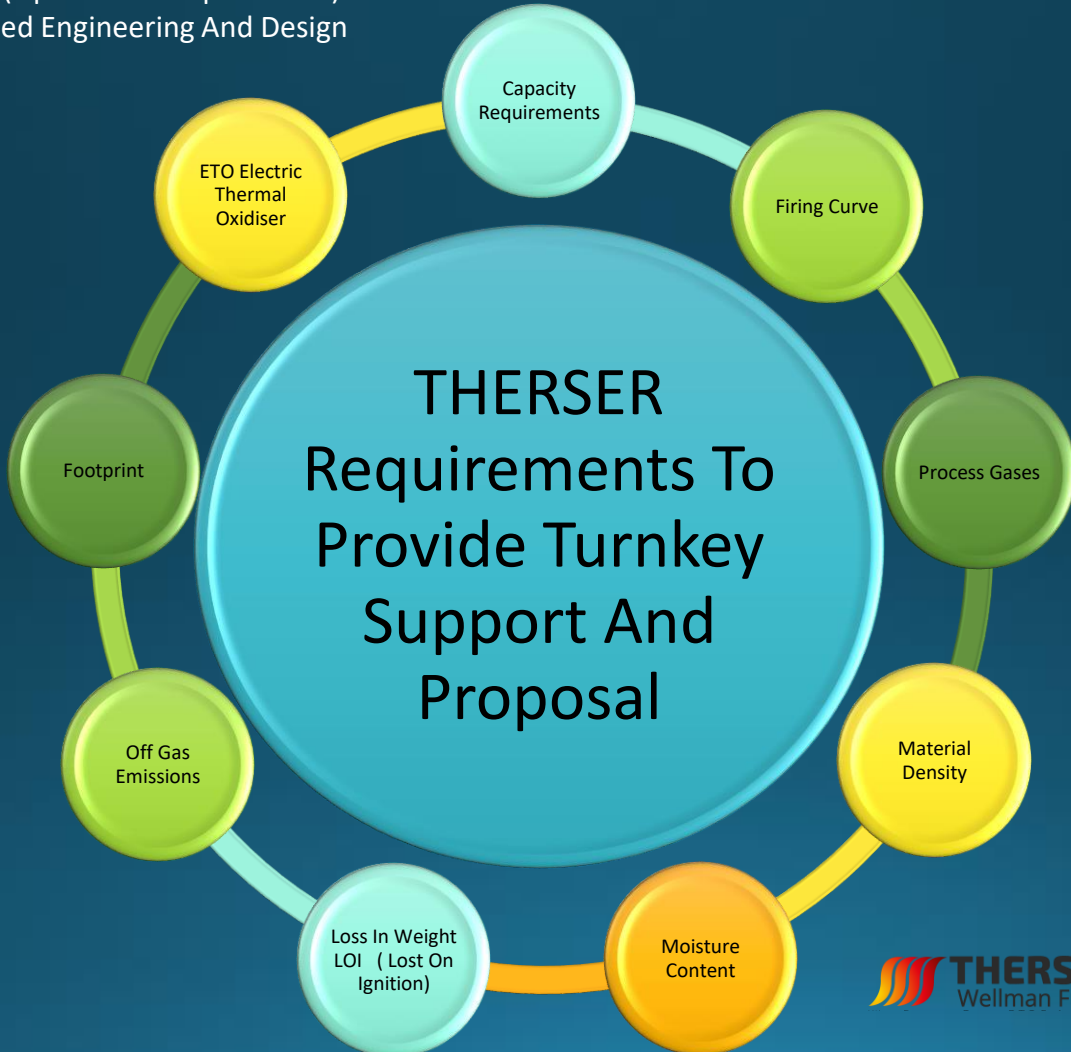 ed Engineering And Design
Capacity
Requirements
Firing Curve
Process Gases
Material
Density
Moisture
Content
Loss In Weight
LOI ( Lost On
Ignition)
Off Gas
Emissions
Footprint
ETO Electric
Thermal
Oxidiser
THERSER
Requirements To
Provide Turnkey
Support And
Proposal
THERS
Wellman F